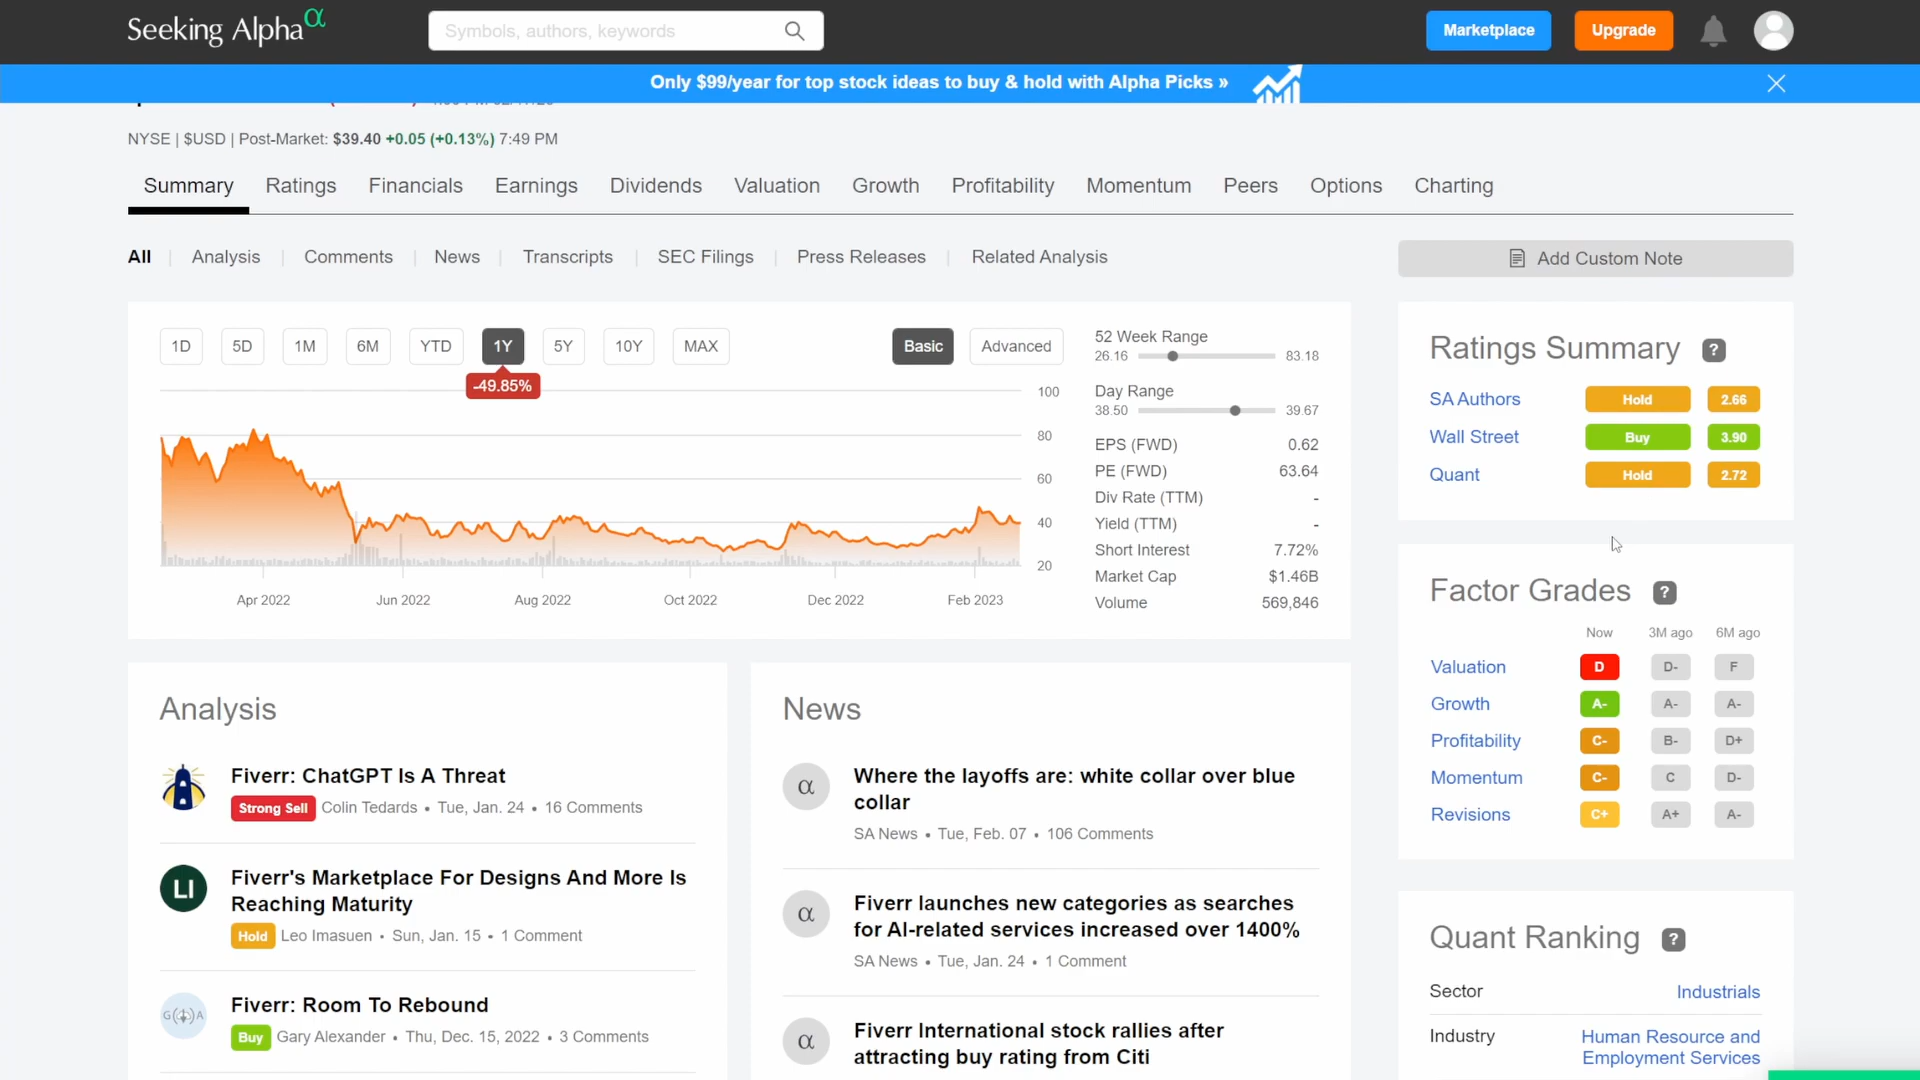 Seeking Alpha α
Symbols, authors, keywords
Marketplace
Upgrade
Only $99/year for top stock ideas to buy & hold with Alpha Picks »
NYSE | $USD | Post-Market: $39.40 +0.05 (+0.13%) 7:49 PM
Summary Ratings Financials Earnings Dividends Valuation Growth Profitability Momentum Peers Options Charting
All | Analysis | Comments | News | Transcripts | SEC Filings | Press Releases | Related Analysis
Add Custom Note
1D 5D 1M 6M YTD 1Y 5Y 10Y MAX
Basic Advanced
-49.85%
100
80
60
40
20
Apr 2022 Jun 2022 Aug 2022 Oct 2022 Dec 2022 Feb 2023
52 Week Range
26.16 83.18
Day Range
38.50 39.67
EPS (FWD) 0.62
PE (FWD) 63.64
Div Rate (TTM) -
Yield (TTM) -
Short Interest 7.72%
Market Cap $1.46B
Volume 569,846
Ratings Summary ?
SA Authors Hold 2.66
Wall Street Buy 3.90
Quant Hold 2.72
Factor Grades ?
Now 3M ago 6M ago
Valuation D D- F
Growth A- A- A-
Profitability C- B- D+
Momentum C- C D-
Revisions C+ A+ A-
Quant Ranking ?
Sector Industrials
Industry Human Resource and
Employment Services
Analysis
Fiverr: ChatGPT Is A Threat
Strong Sell Colin Tedards • Tue, Jan. 24 • 16 Comments
LI
Fiverr's Marketplace For Designs And More Is
Reaching Maturity
Hold Leo Imasuen • Sun, Jan. 15 • 1 Comment
G A
Fiverr: Room To Rebound
Buy Gary Alexander • Thu, Dec. 15, 2022 • 3 Comments
News
α
Where the layoffs are: white collar over blue
collar
SA News • Tue, Feb. 07 • 106 Comments
α
Fiverr launches new categories as searches
for AI-related services increased over 1400%
SA News • Tue, Jan. 24 • 1 Comment
α
Fiverr International stock rallies after
attracting buy rating from Citi